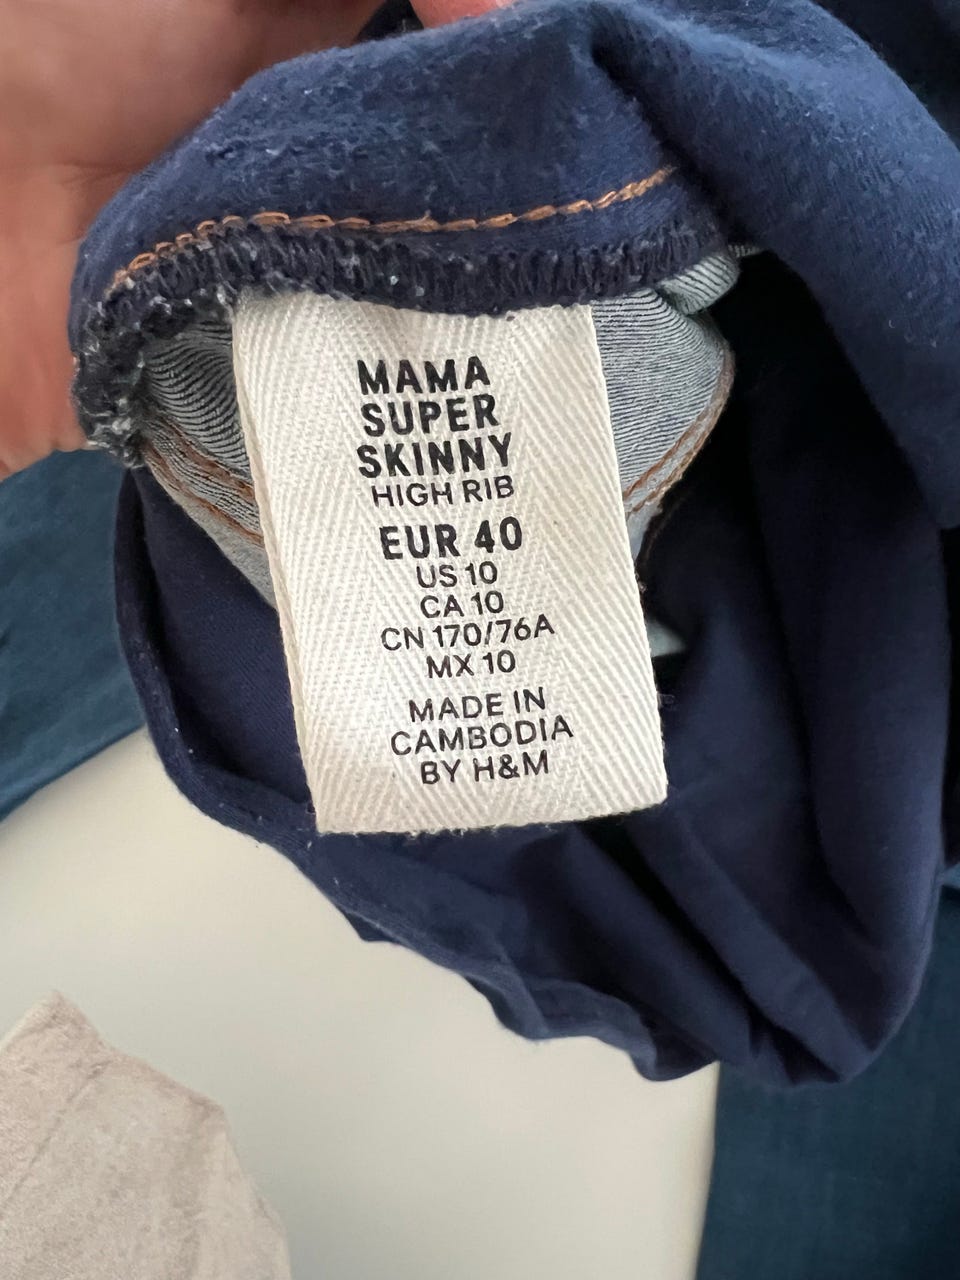 MAMA
SUPER
SKINNY
HIGH RIB
EUR 40
US 10
CA 10
CN 170/76A
MX 10
MADE IN
CAMBODIA
BY H&M